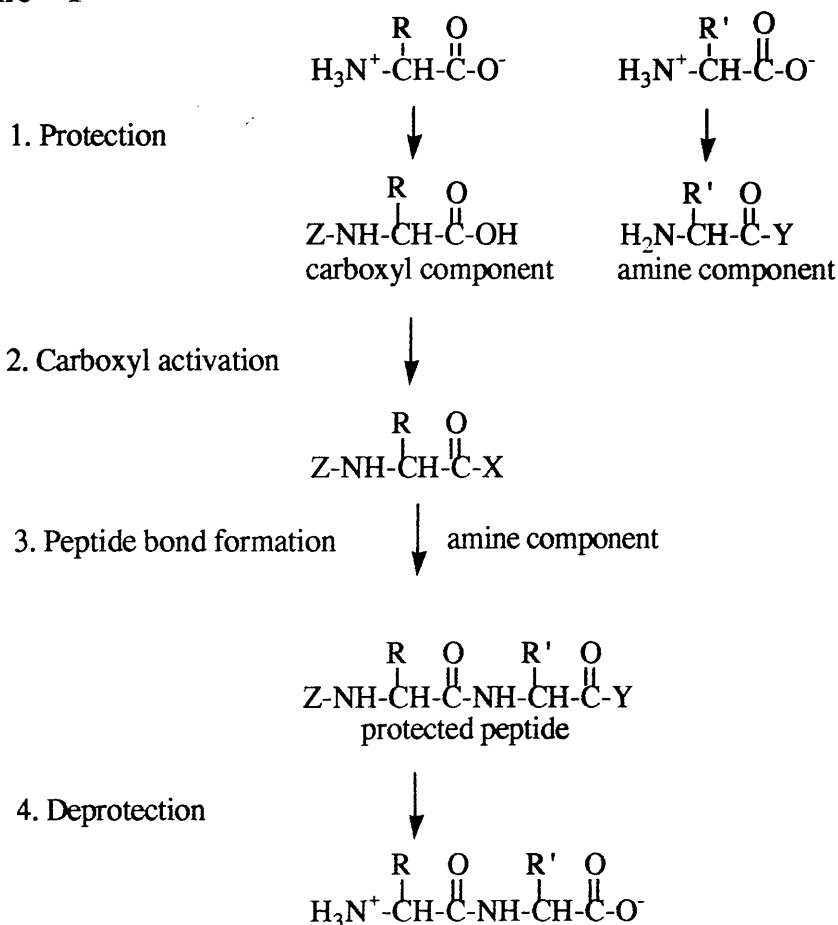 R O R' O
H₃N⁺-CH-C-O⁻ H₃N⁺-CH-C-O⁻
1. Protection
R O R' O
Z-NH-CH-C-OH H₂N-CH-C-Y
carboxyl component amine component
2. Carboxyl activation
R O
Z-NH-CH-C-X
3. Peptide bond formation amine component
R O R' O
Z-NH-CH-C-NH-CH-C-Y
protected peptide
4. Deprotection
R O R' O
H₃N⁺-CH-C-NH-CH-C-O⁻